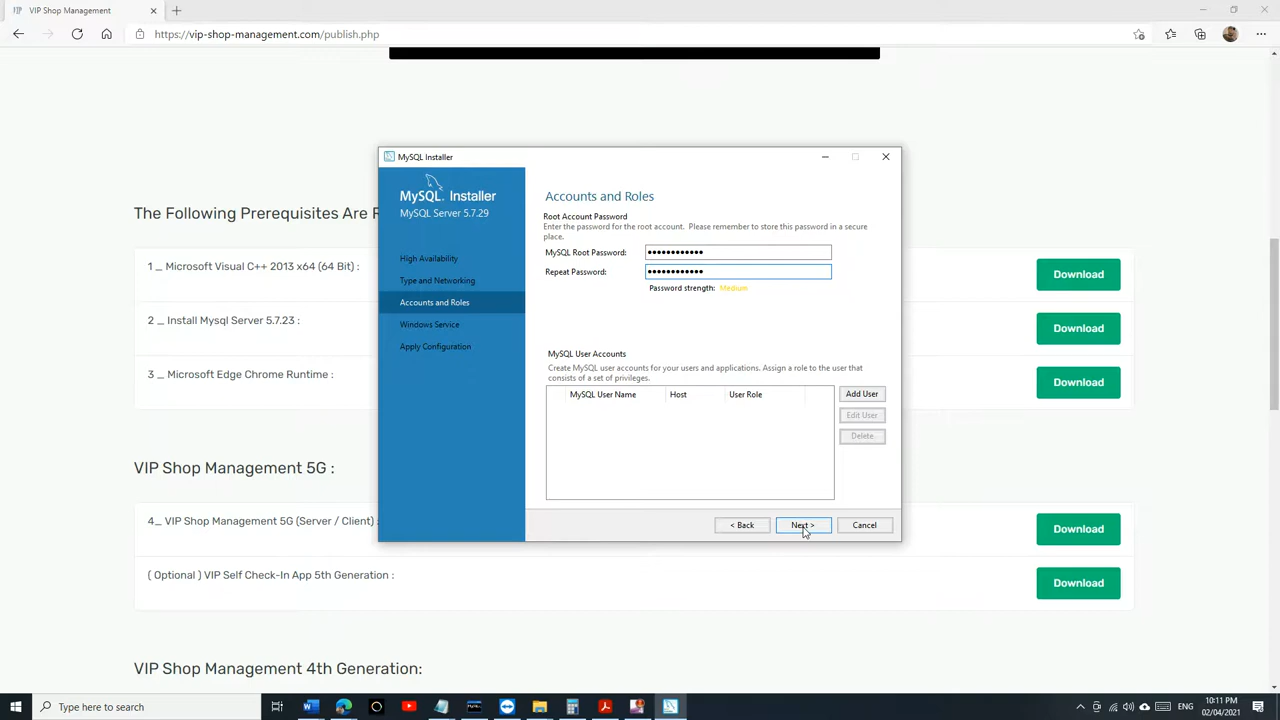 VIP Shop Management
https://vip-shop-management.com/publish.php
MySQL Installer
MySQL. Installer
MySQL Server 5.7.29
High Availability
Type and Networking
Accounts and Roles
Windows Service
Apply Configuration
Accounts and Roles
Root Account Password
Enter the password for the root account. Please remember to store this password in a secure
place.
MySQL Root Password: ●●●●●●●●●●●●
Repeat Password: ●●●●●●●●●●●●
Password strength: Medium
MySQL User Accounts
Create MySQL user accounts for your users and applications. Assign a role to the user that
consists of a set of privileges.
MySQL User Name Host User Role
Add User
Edit User
Delete
< Back Next > Cancel
The Following Prerequisites Are R
1 _ Microsoft Visual C++ 2013 x64 (64 Bit) : Download
2 _ Install Mysql Server 5.7.23 : Download
3 _ Microsoft Edge Chrome Runtime : Download
VIP Shop Management 5G :
4_ VIP Shop Management 5G (Server / Client) : Download
( Optional ) VIP Self Check-In App 5th Generation : Download
VIP Shop Management 4th Generation:
Type here to search
ENG
10:11 PM
02/04/2021